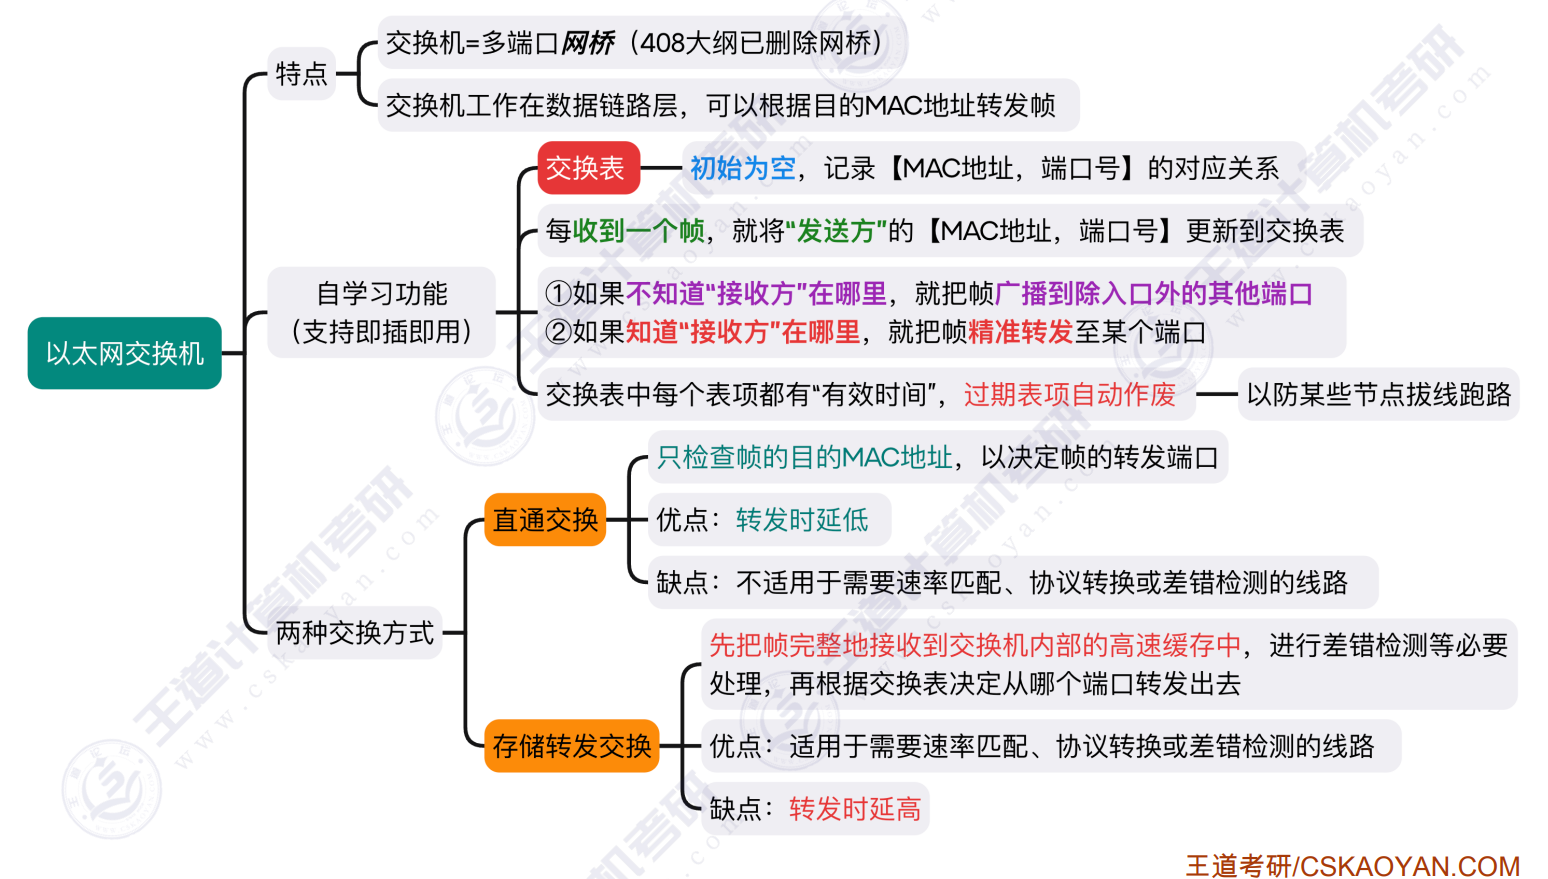 以太网交换机
特点
交换机=多端口网桥（408大纲已删除网桥）
交换机工作在数据链路层，可以根据目的MAC地址转发帧
自学习功能
（支持即插即用）
交换表
初始为空，记录【MAC地址，端口号】的对应关系
每收到一个帧，就将“发送方”的【MAC地址，端口号】更新到交换表
①如果不知道“接收方”在哪里，就把帧广播到除入口外的其他端口
②如果知道“接收方”在哪里，就把帧精准转发至某个端口
交换表中每个表项都有“有效时间”，过期表项自动作废
以防某些节点拔线跑路
两种交换方式
直通交换
只检查帧的目的MAC地址，以决定帧的转发端口
优点：转发时延低
缺点：不适用于需要速率匹配、协议转换或差错检测的线路
存储转发交换
先把帧完整地接收到交换机内部的高速缓存中，进行差错检测等必要
处理，再根据交换表决定从哪个端口转发出去
优点：适用于需要速率匹配、协议转换或差错检测的线路
缺点：转发时延高
王道计算机考研
www.cskaoyan.com
王道考研/CSKAOYAN.COM